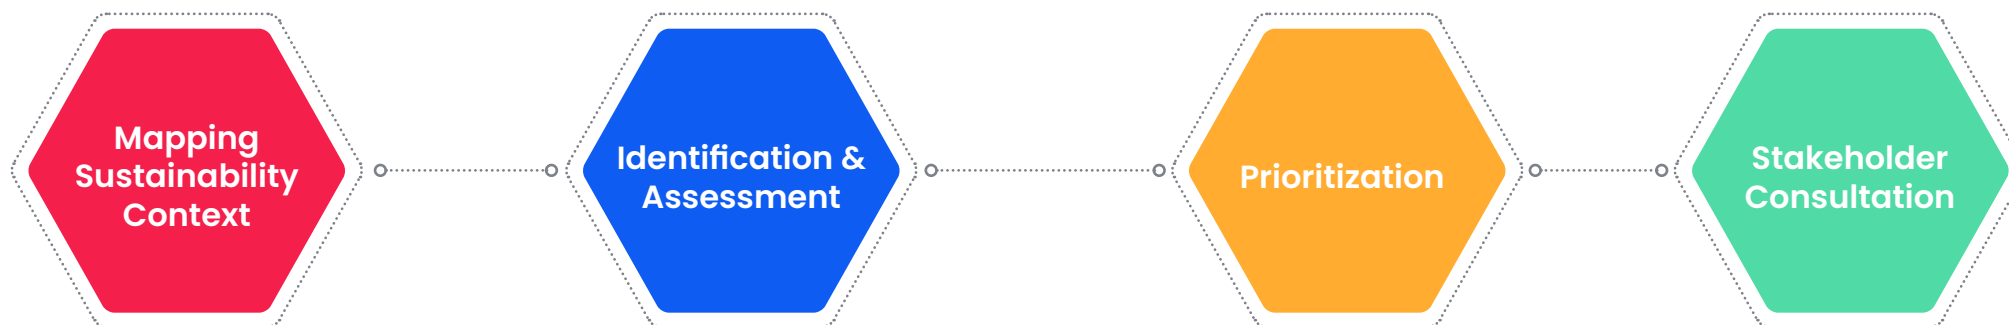 Mapping
Sustainability
Context
Identification &
Assessment
Prioritization
Stakeholder
Consultation